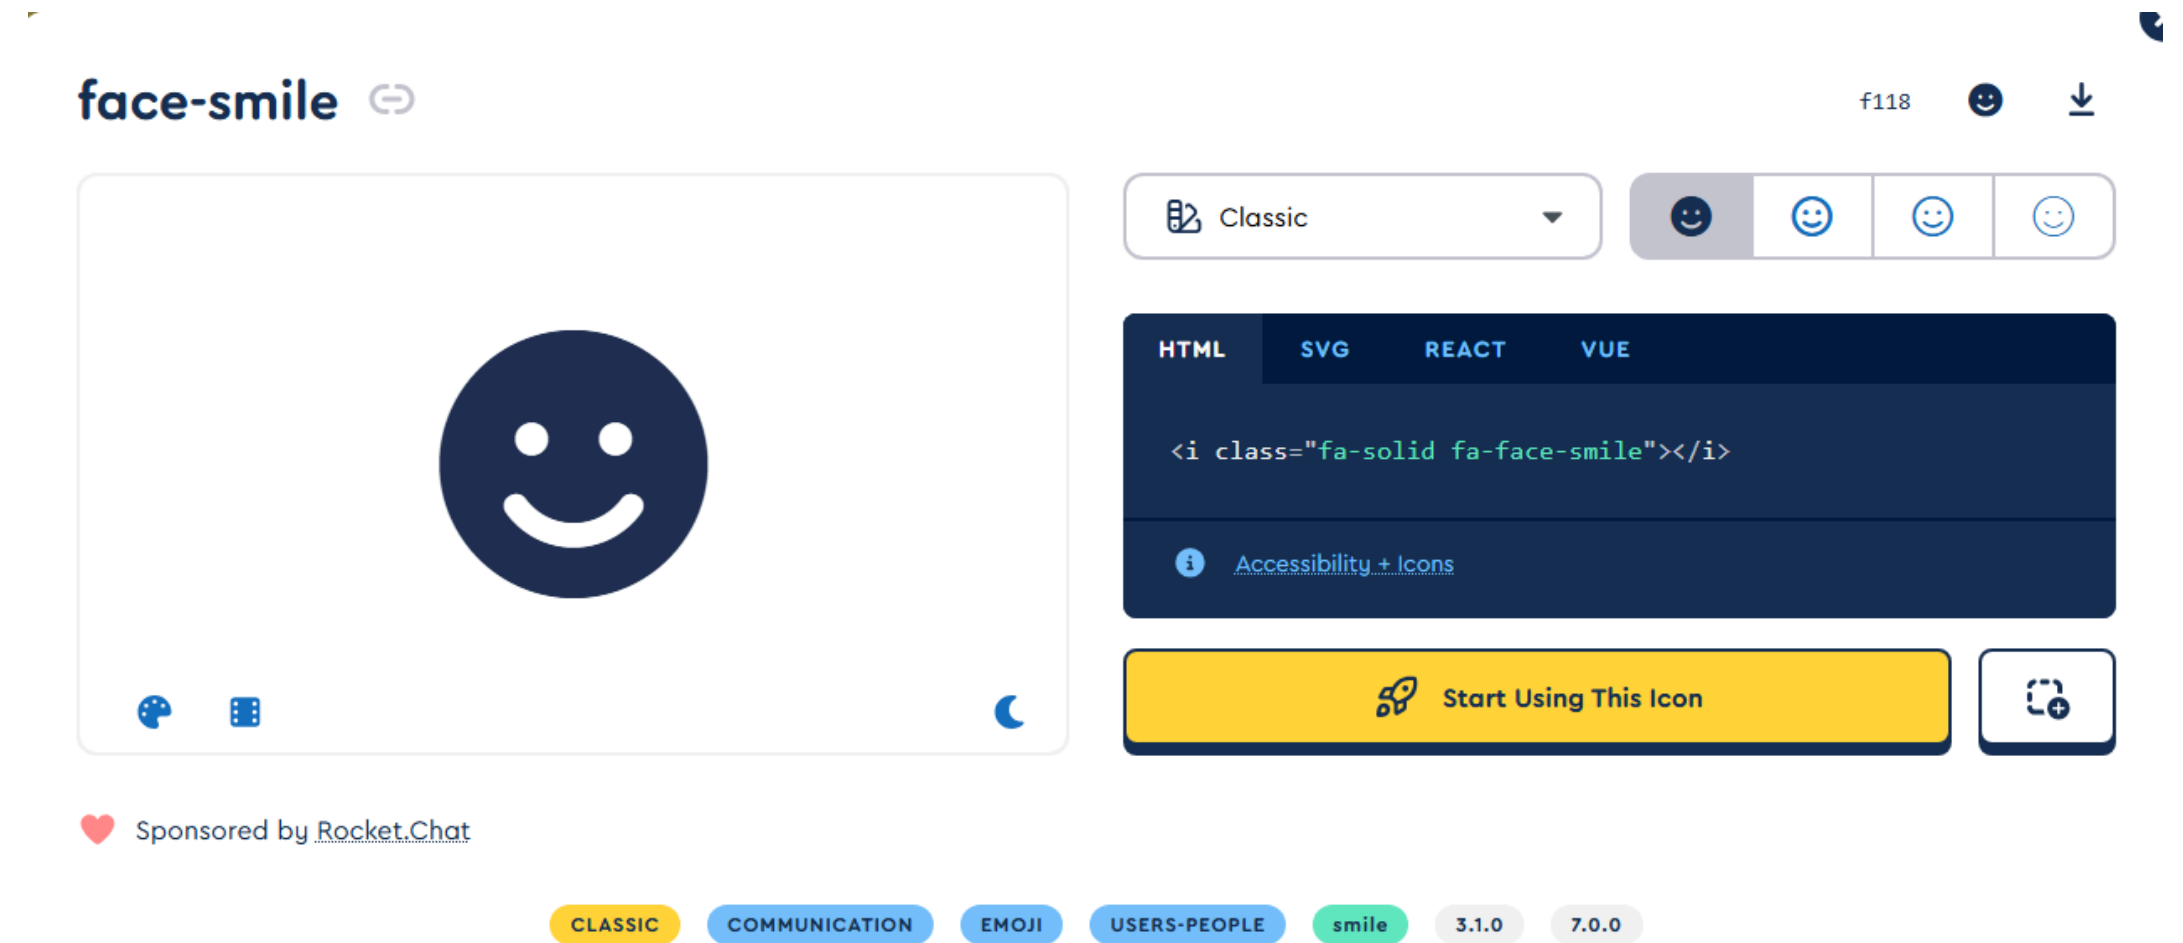 face-smile
f118
Classic
HTML SVG REACT VUE
<i class="fa-solid fa-face-smile"></i>
Accessibility + Icons
Start Using This Icon
Sponsored by Rocket.Chat
CLASSIC COMMUNICATION EMOJI USERS-PEOPLE smile 3.1.0 7.0.0